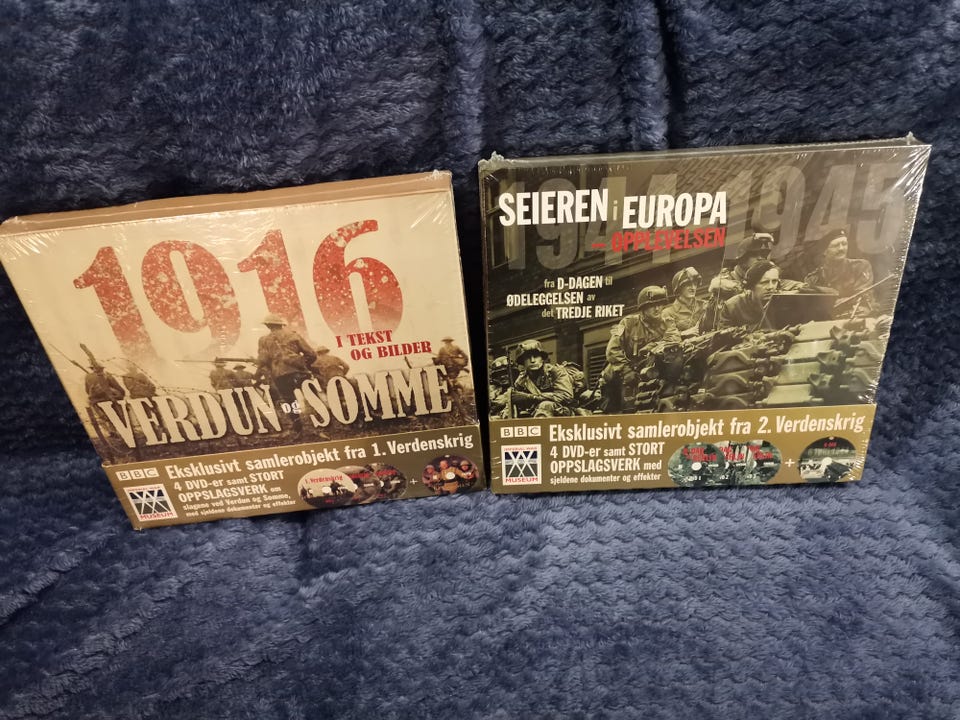 1916
I TEKST
OG BILDER
VERDUN og SOMME
BBC
Eksklusivt samlerobjekt fra 1. Verdenskrig
4 DVD-er samt STORT
OPPSLAGSVERK om
slagene ved Verdun og Somme,
med sjeldne dokumenter og effekter
MUSEUM
+
1944-1945
SEIEREN i EUROPA
– OPPLEVELSEN
fra D-DAGEN til
ØDELEGGELSEN av
det TREDJE RIKET
BBC
Eksklusivt samlerobjekt fra 2. Verdenskrig
4 DVD-er samt STORT
OPPSLAGSVERK med
sjeldne dokumenter og effekter
MUSEUM
+